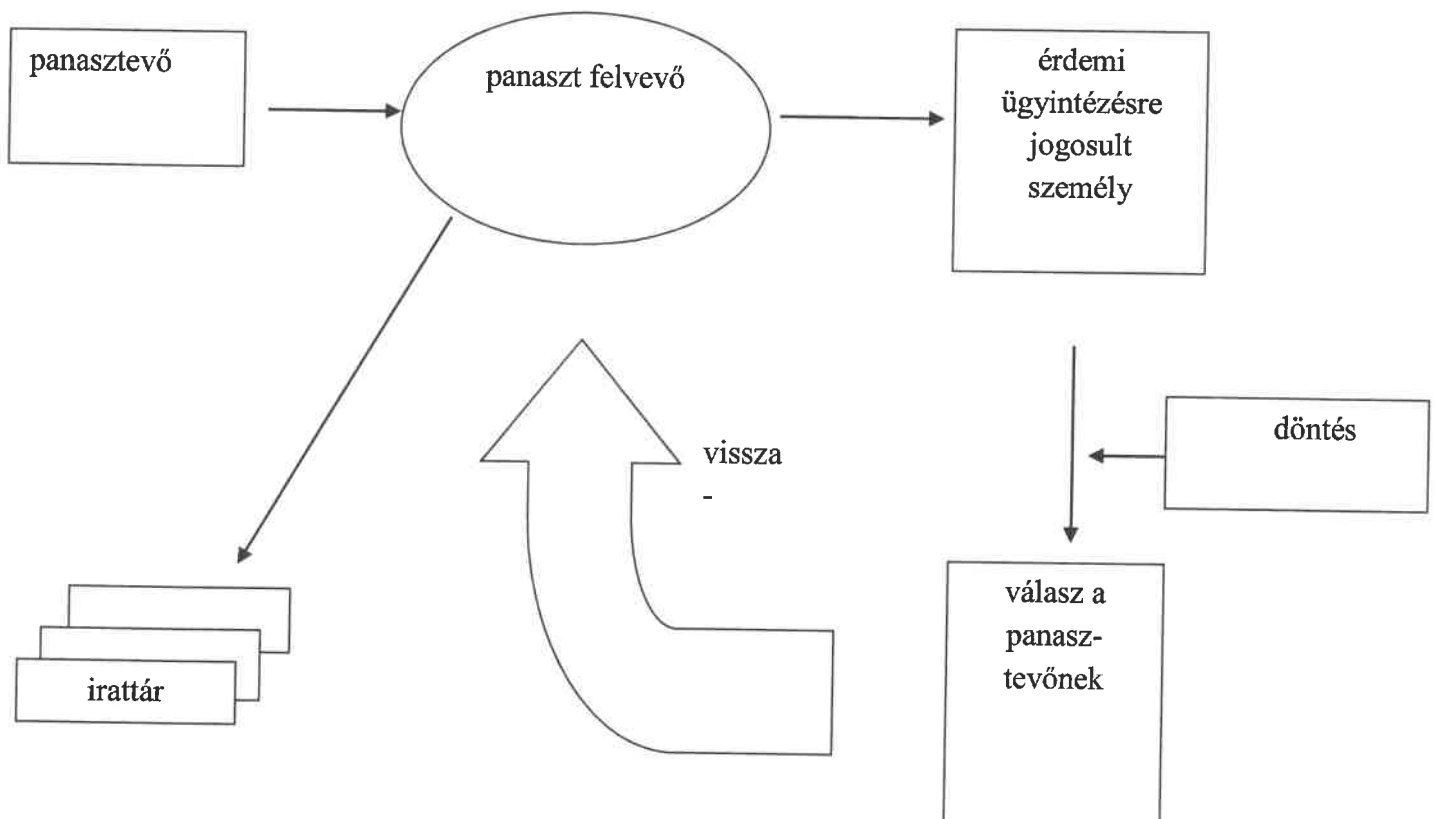 panasztevő
panaszt felvevő
érdemi
ügyintézésre
jogosult
személy
vissza
-
döntés
válasz a
panasz-
tevőnek
irattár